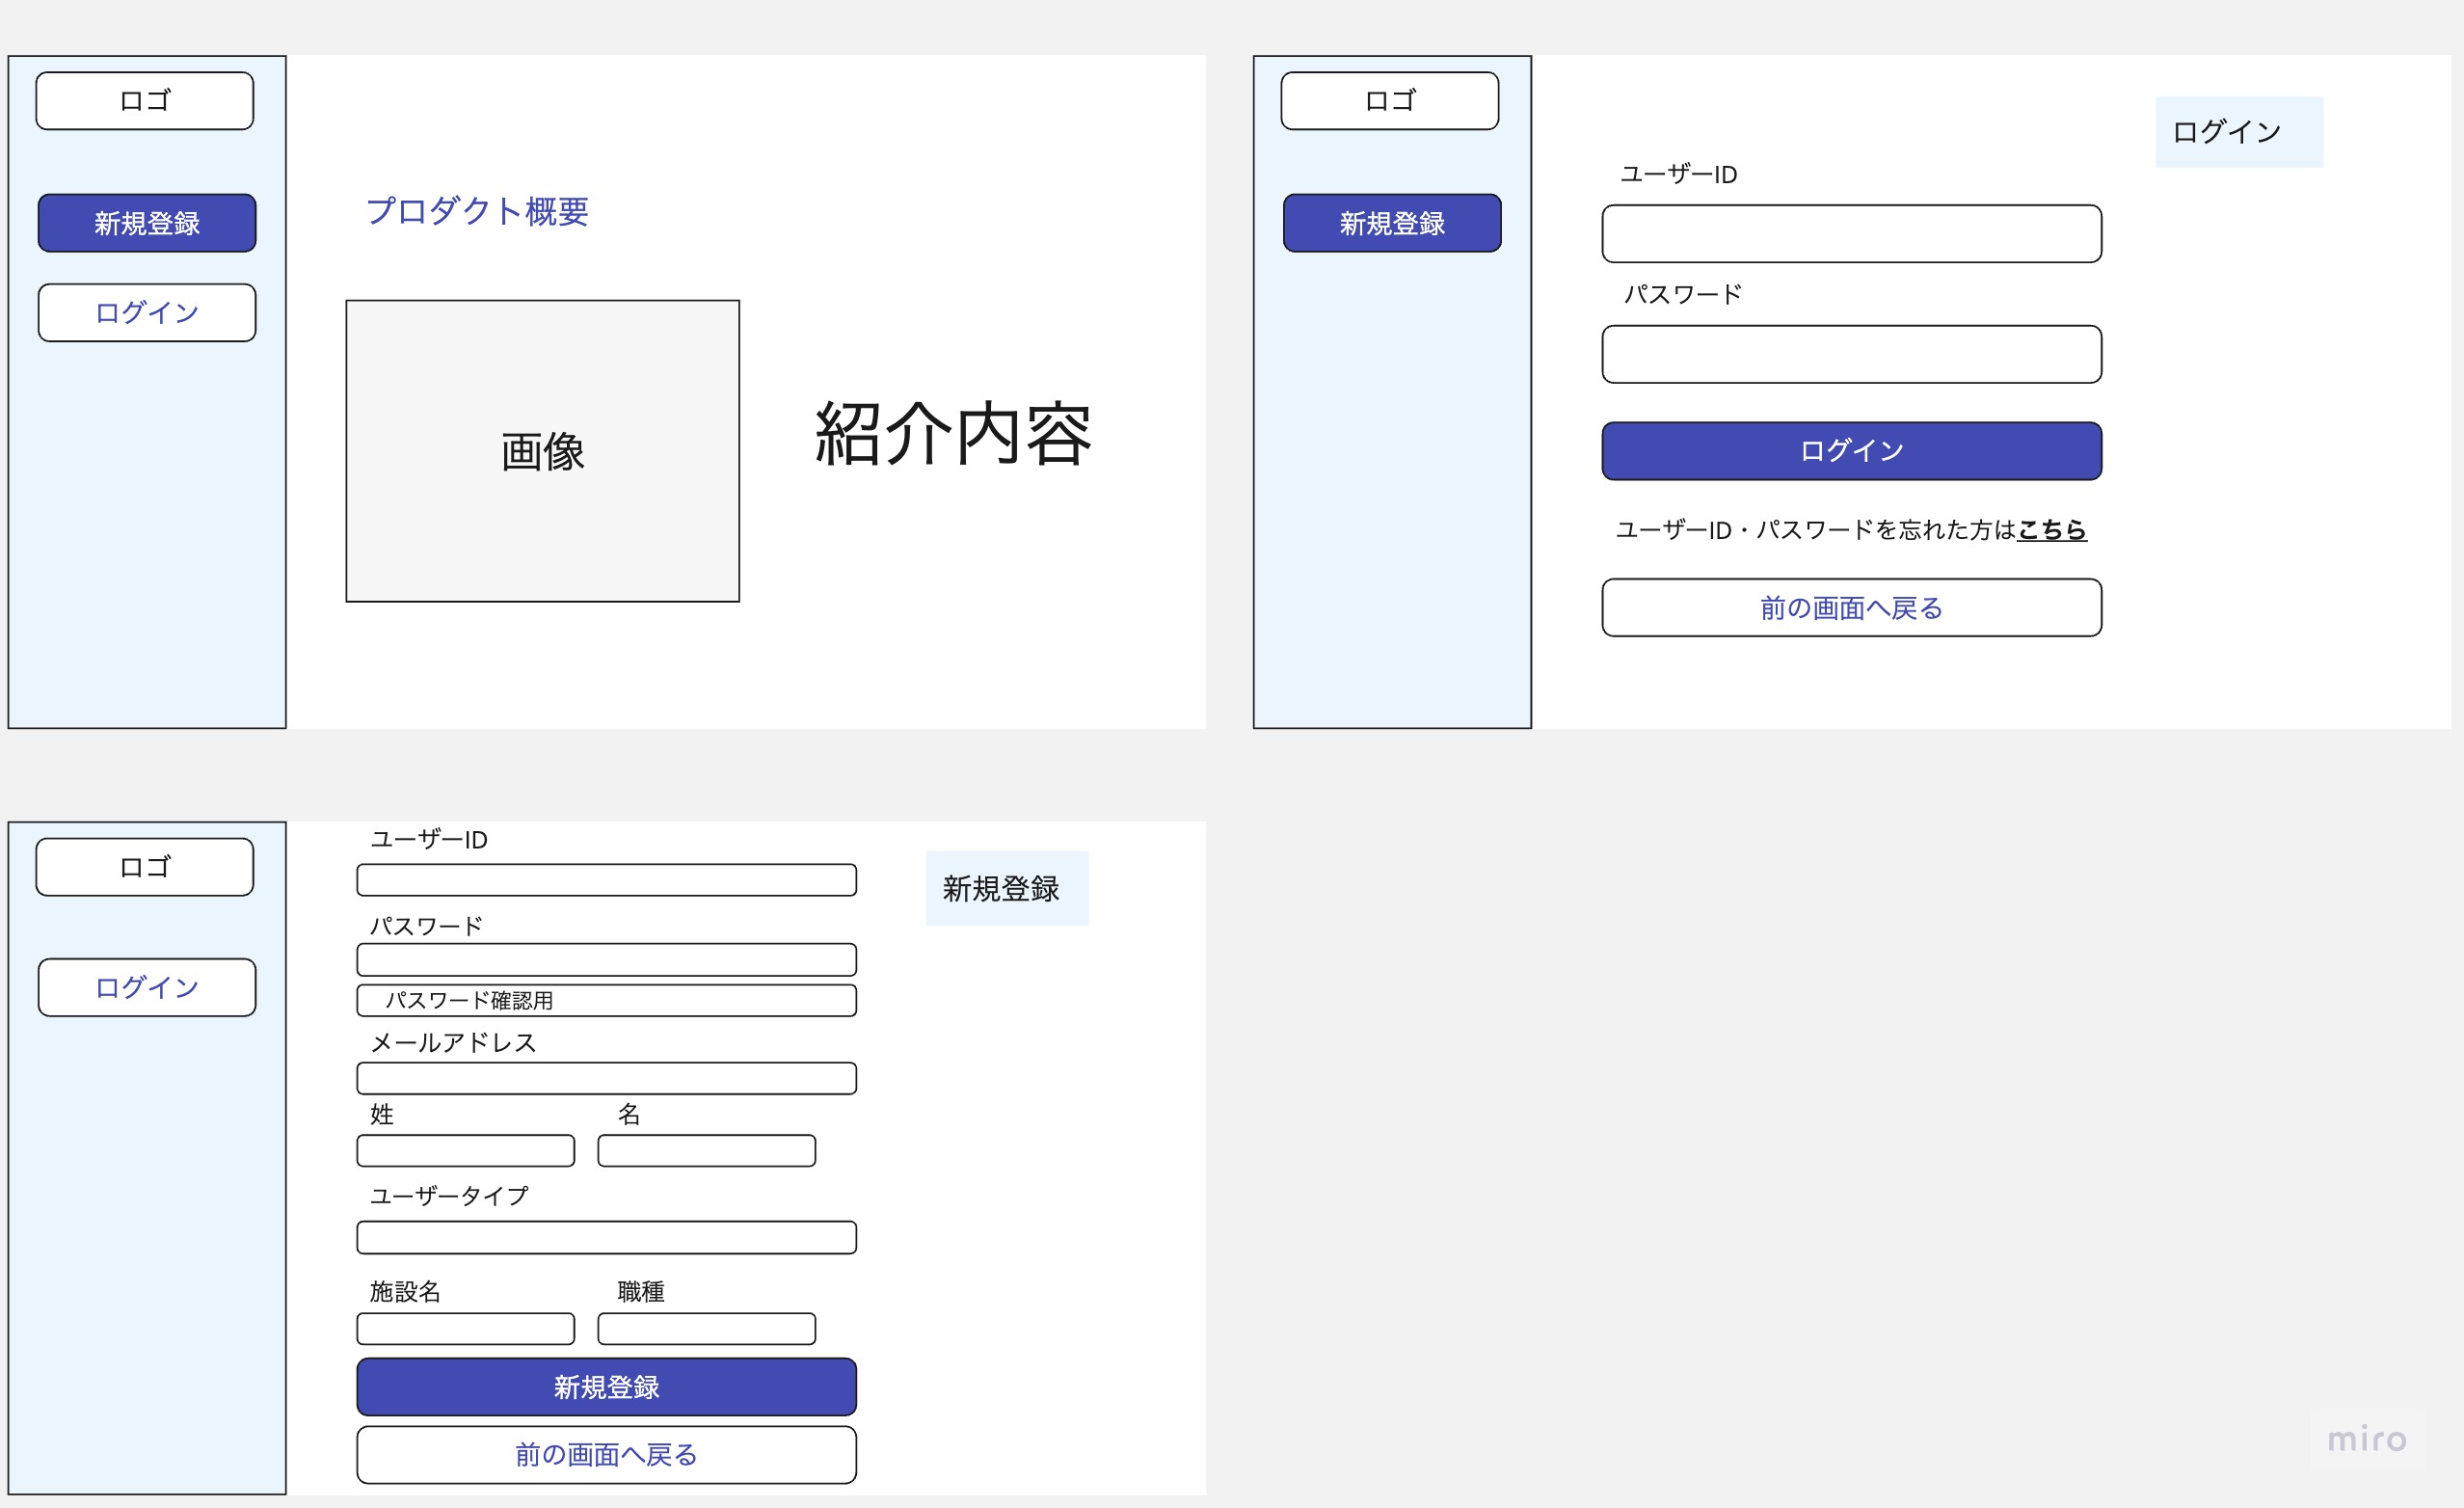 ロゴ
新規登録
ログイン
プロダクト概要
画像
紹介内容
ロゴ
新規登録
ログイン
ユーザーID
パスワード
ログイン
ユーザーID・パスワードを忘れた方はこちら
前の画面へ戻る
ロゴ
ログイン
新規登録
ユーザーID
パスワード
パスワード確認用
メールアドレス
姓 名
ユーザータイプ
施設名 職種
新規登録
前の画面へ戻る
miro